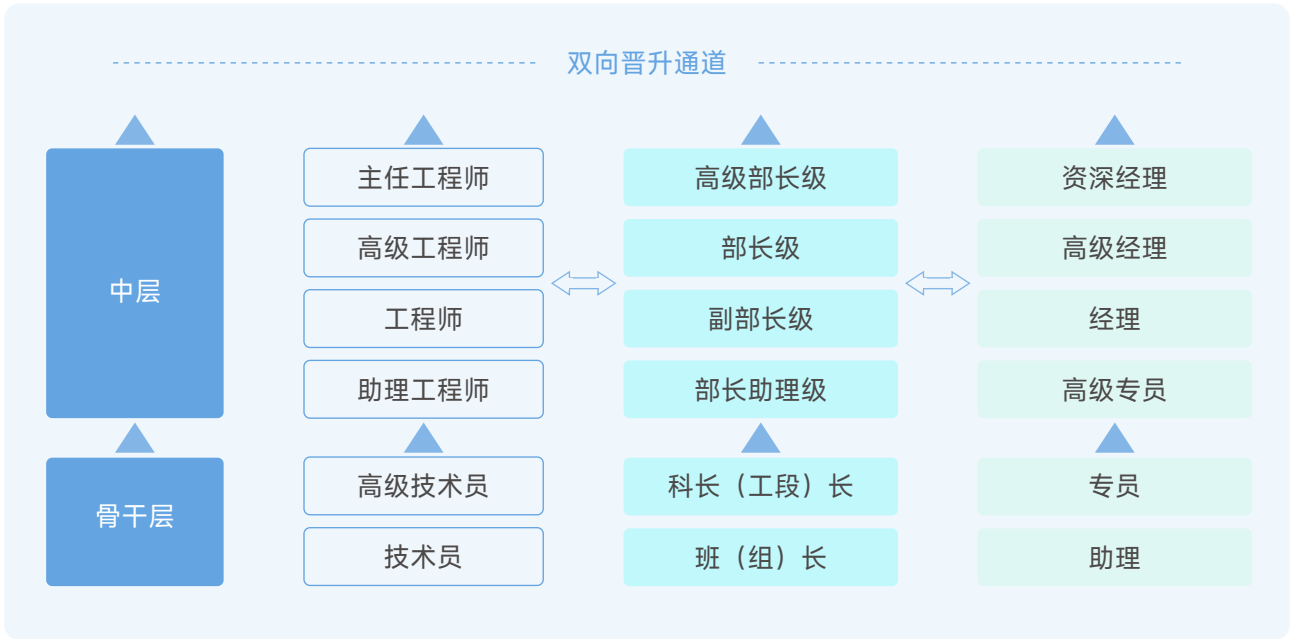 双向晋升通道
中层
主任工程师
高级部长级
资深经理
高级工程师
部长级
高级经理
工程师
副部长级
经理
助理工程师
部长助理级
高级专员
骨干层
高级技术员
科长（工段）长
专员
技术员
班（组）长
助理